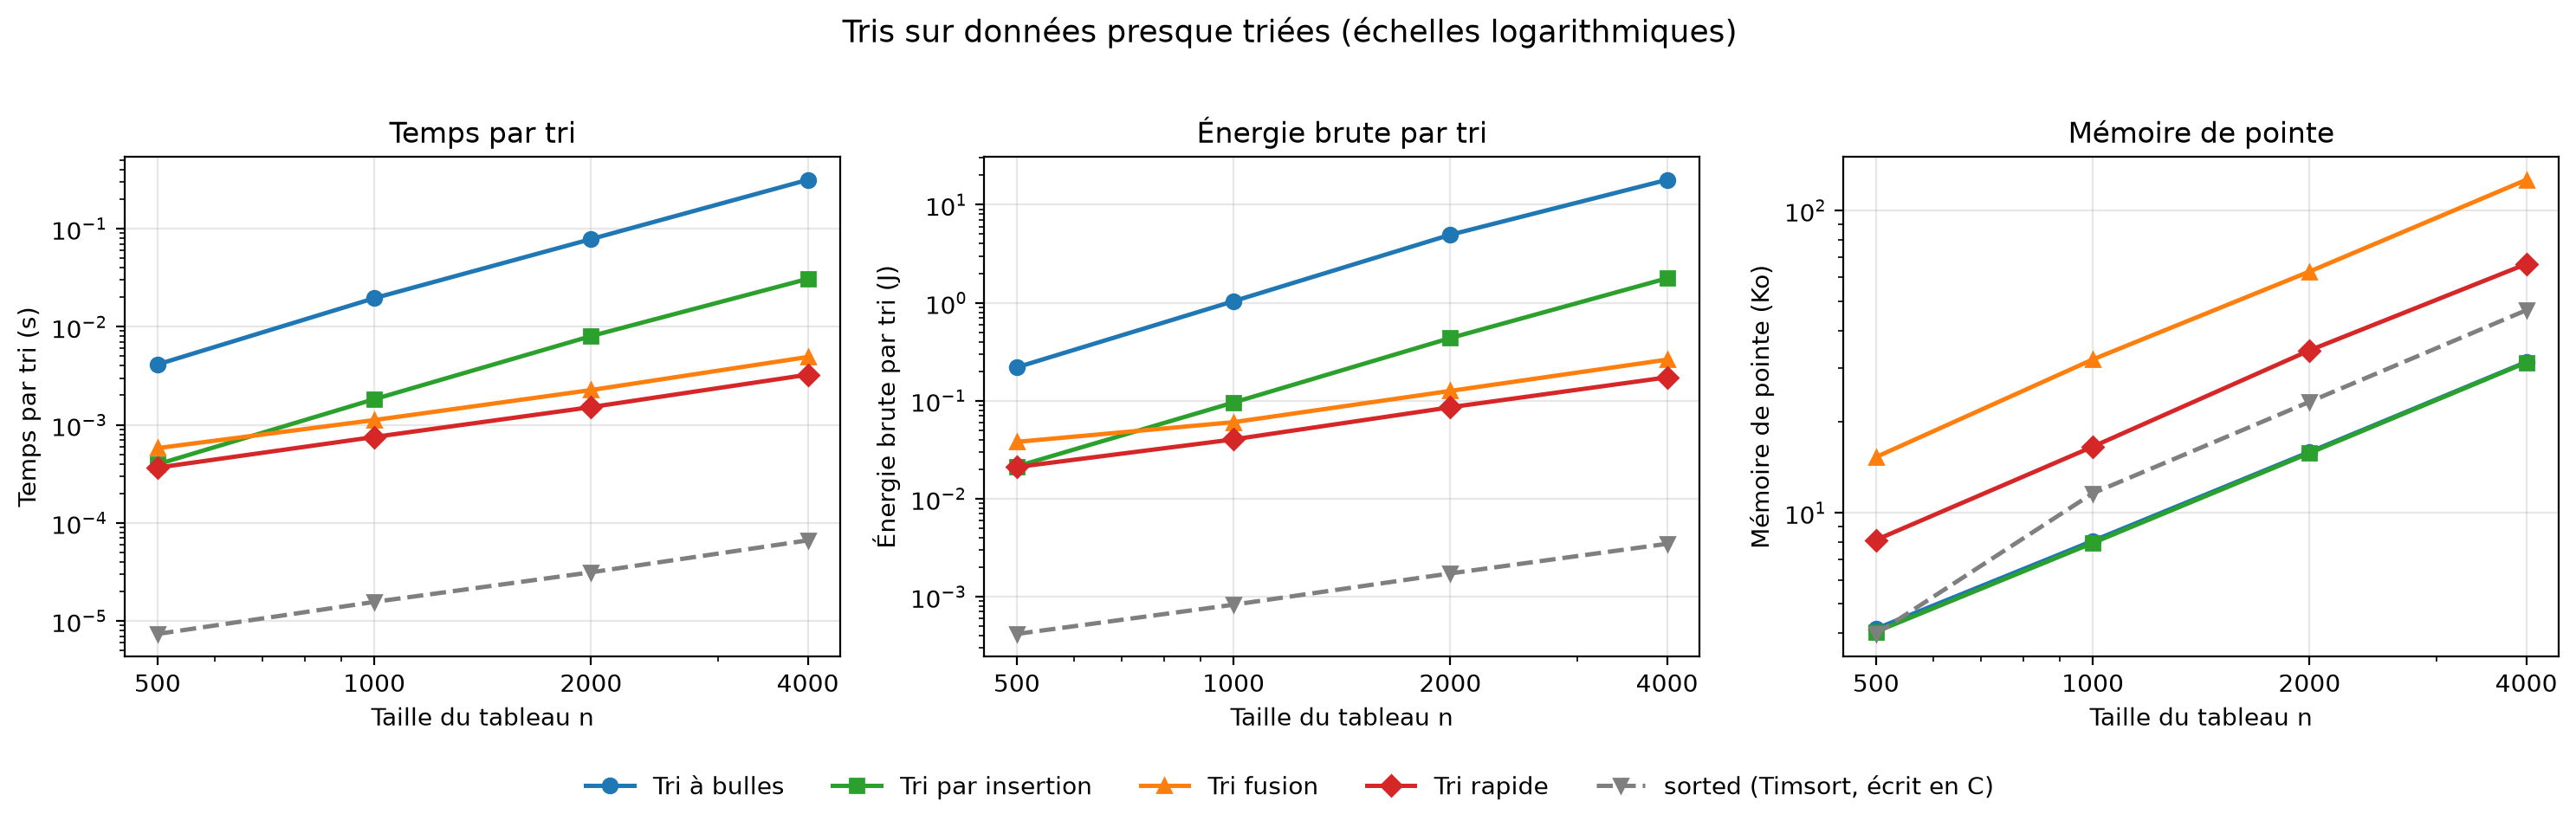 Tris sur données presque triées (échelles logarithmiques)
Temps par tri
Temps par tri (s)
10⁻¹
10⁻²
10⁻³
10⁻⁴
10⁻⁵
500 1000 2000 4000
Taille du tableau n
Énergie brute par tri
Énergie brute par tri (J)
10¹
10⁰
10⁻¹
10⁻²
10⁻³
500 1000 2000 4000
Taille du tableau n
Mémoire de pointe
Mémoire de pointe (Ko)
10²
10¹
500 1000 2000 4000
Taille du tableau n
Tri à bulles Tri par insertion Tri fusion Tri rapide sorted (Timsort, écrit en C)